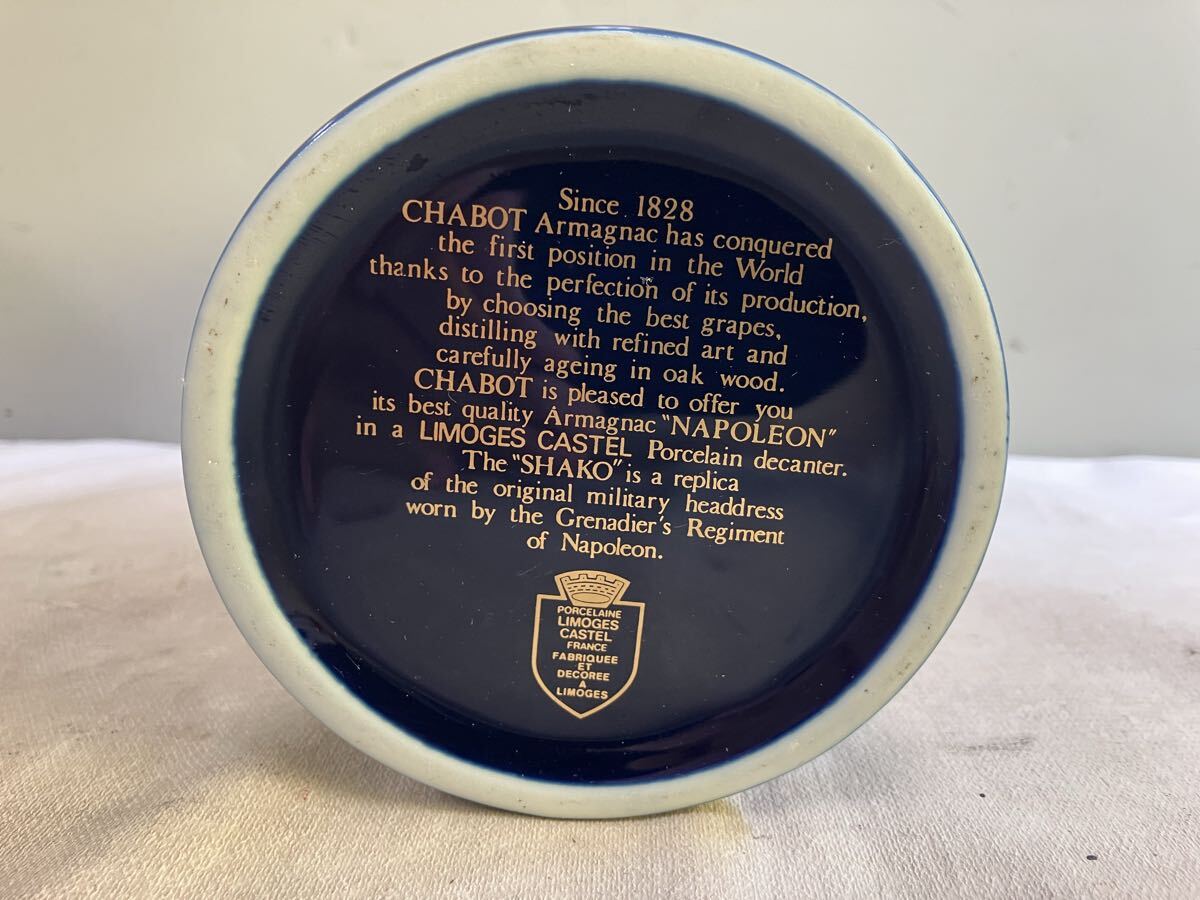 Since 1828
CHABOT Armagnac has conquered
the first position in the World
thanks to the perfection of its production,
by choosing the best grapes,
distilling with refined art and
carefully ageing in oak wood.
CHABOT is pleased to offer you
its best quality Armagnac "NAPOLEON"
in a LIMOGES CASTEL Porcelain decanter.
The "SHAKO" is a replica
of the original military headdress
worn by the Grenadier's Regiment
of Napoleon.
PORCELAINE
LIMOGES
CASTEL
FRANCE
FABRIQUEE
ET
DECOREE
A
LIMOGES